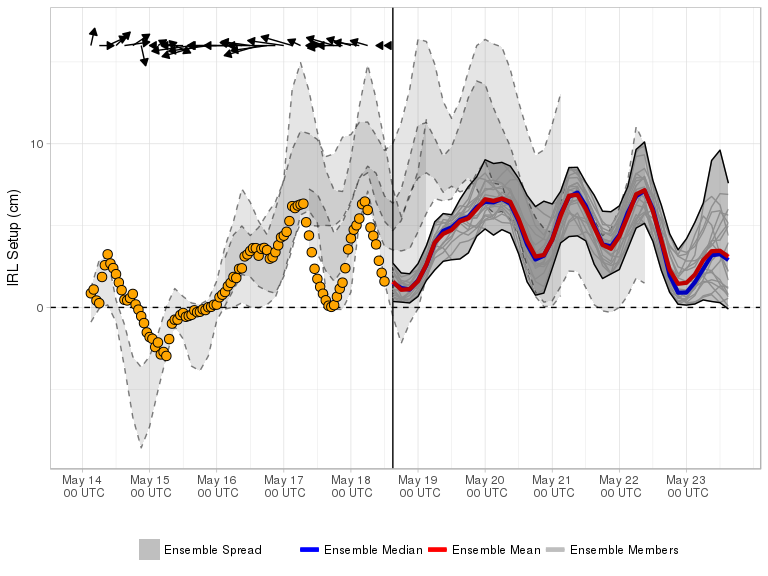 IRL Setup (cm)
10
0
May 14 May 15 May 16 May 17 May 18 May 19 May 20 May 21 May 22 May 23
00 UTC 00 UTC 00 UTC 00 UTC 00 UTC 00 UTC 00 UTC 00 UTC 00 UTC 00 UTC
Ensemble Spread Ensemble Median Ensemble Mean Ensemble Members